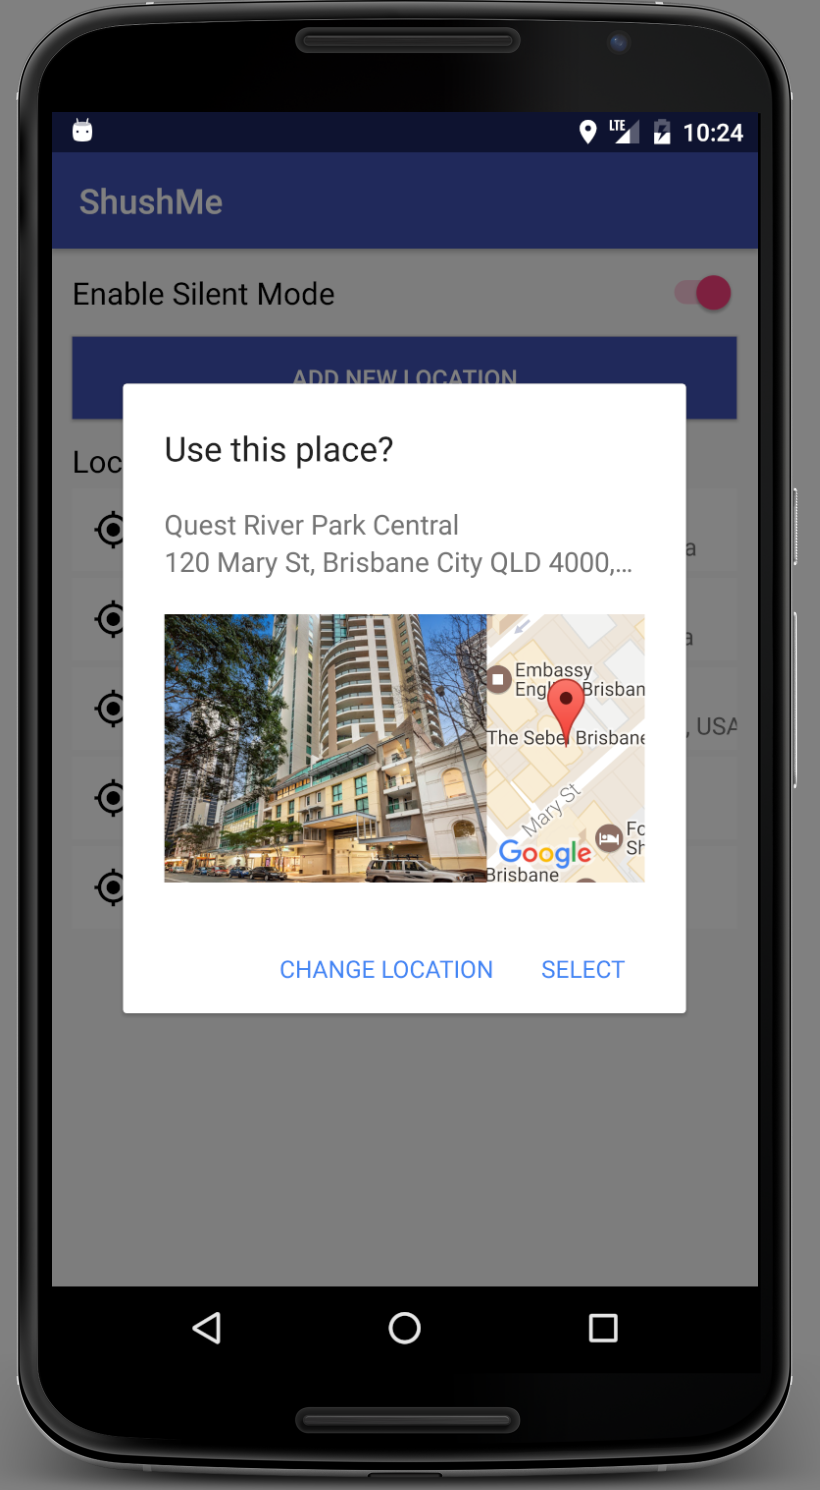 LTE 10:24
ShushMe
Enable Silent Mode
ADD NEW LOCATION
Loc
Use this place?
Quest River Park Central
120 Mary St, Brisbane City QLD 4000,...
a
a
, USA
Embassy
Engl Brisban
The Sebel Brisbane
Mary St
Fo
Sh
Google
Brisbane
CHANGE LOCATION SELECT